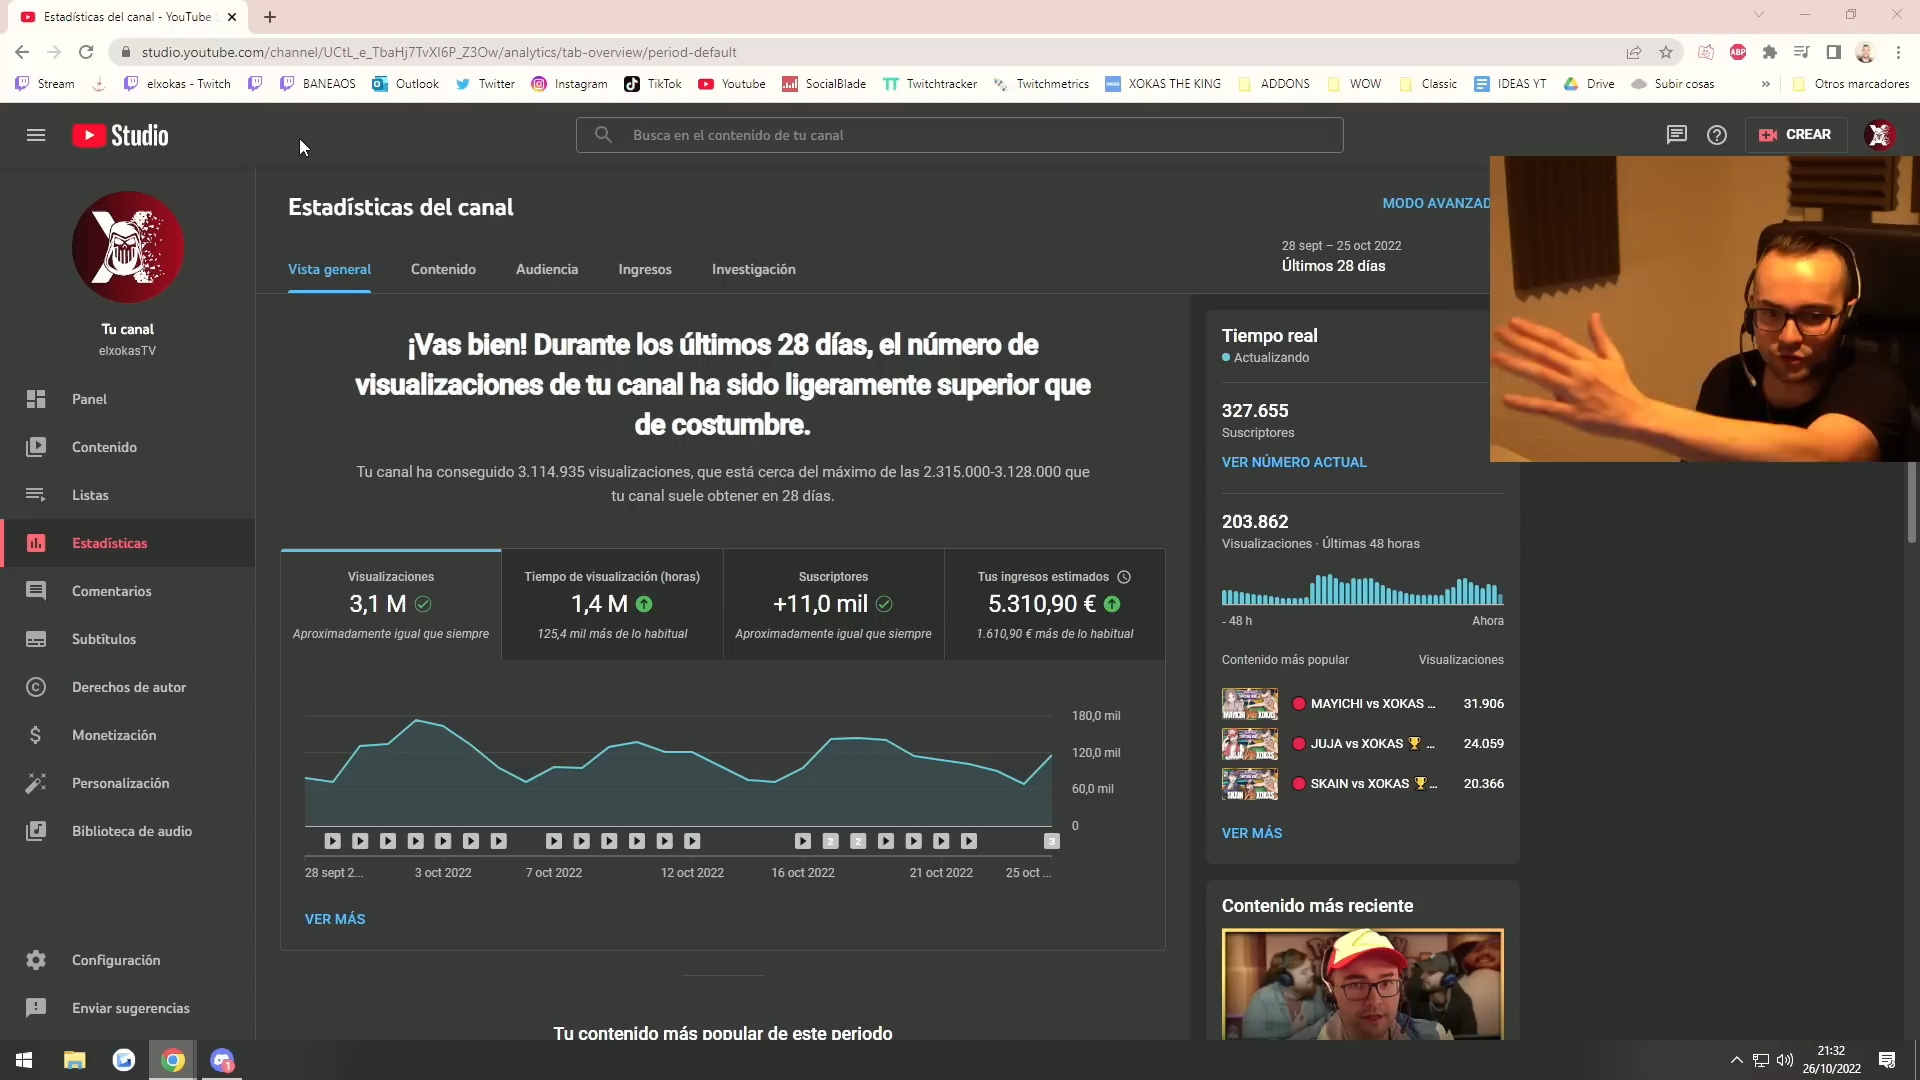 Estadísticas del canal - YouTube
studio.youtube.com/channel/UCtL_e_TbaHj7TvXI6P_Z3Ow/analytics/tab-overview/period-default
ABP
Stream
elxokas - Twitch
BANEAOS
Outlook
Twitter
Instagram
TikTok
Youtube
SocialBlade
Twitchtracker
Twitchmetrics
XOKAS THE KING
ADDONS
WOW
Classic
IDEAS YT
Drive
Subir cosas
»
Otros marcadores
Studio
Busca en el contenido de tu canal
CREAR
Tu canal
elxokasTV
Panel
Contenido
Listas
Estadísticas
Comentarios
Subtítulos
Derechos de autor
Monetización
Personalización
Biblioteca de audio
Configuración
Enviar sugerencias
Estadísticas del canal
MODO AVANZAD
Vista general
Contenido
Audiencia
Ingresos
Investigación
28 sept – 25 oct 2022
Últimos 28 días
¡Vas bien! Durante los últimos 28 días, el número de
visualizaciones de tu canal ha sido ligeramente superior que
de costumbre.
Tu canal ha conseguido 3.114.935 visualizaciones, que está cerca del máximo de las 2.315.000-3.128.000 que
tu canal suele obtener en 28 días.
Visualizaciones
3,1 M
Aproximadamente igual que siempre
Tiempo de visualización (horas)
1,4 M
125,4 mil más de lo habitual
Suscriptores
+11,0 mil
Aproximadamente igual que siempre
Tus ingresos estimados
5.310,90 €
1.610,90 € más de lo habitual
180,0 mil
120,0 mil
60,0 mil
0
2
2
3
28 sept 2...
3 oct 2022
7 oct 2022
12 oct 2022
16 oct 2022
21 oct 2022
25 oct ...
VER MÁS
Tu contenido más popular de este periodo
Tiempo real
Actualizando
327.655
Suscriptores
VER NÚMERO ACTUAL
203.862
Visualizaciones · Últimas 48 horas
- 48 h
Ahora
Contenido más popular
Visualizaciones
MAYICHI XOKAS
MAYICHI vs XOKAS ...
31.906
JUJA XOKAS
JUJA vs XOKAS 🏆 ...
24.059
SKAIN XOKAS
SKAIN vs XOKAS 🏆...
20.366
VER MÁS
Contenido más reciente
1
21:32
26/10/2022